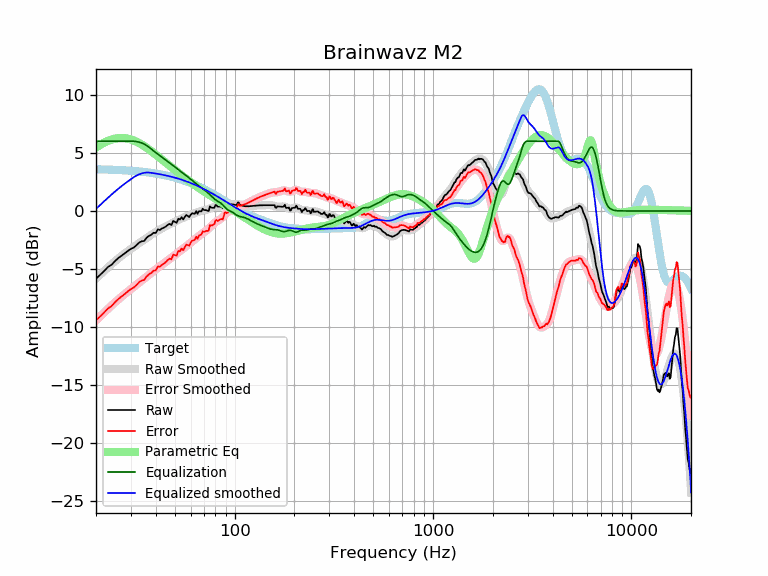 Brainwavz M2
10
5
0
−5
−10
−15
−20
−25
Amplitude (dBr)
Target
Raw Smoothed
Error Smoothed
Raw
Error
Parametric Eq
Equalization
Equalized smoothed
100
1000
10000
Frequency (Hz)